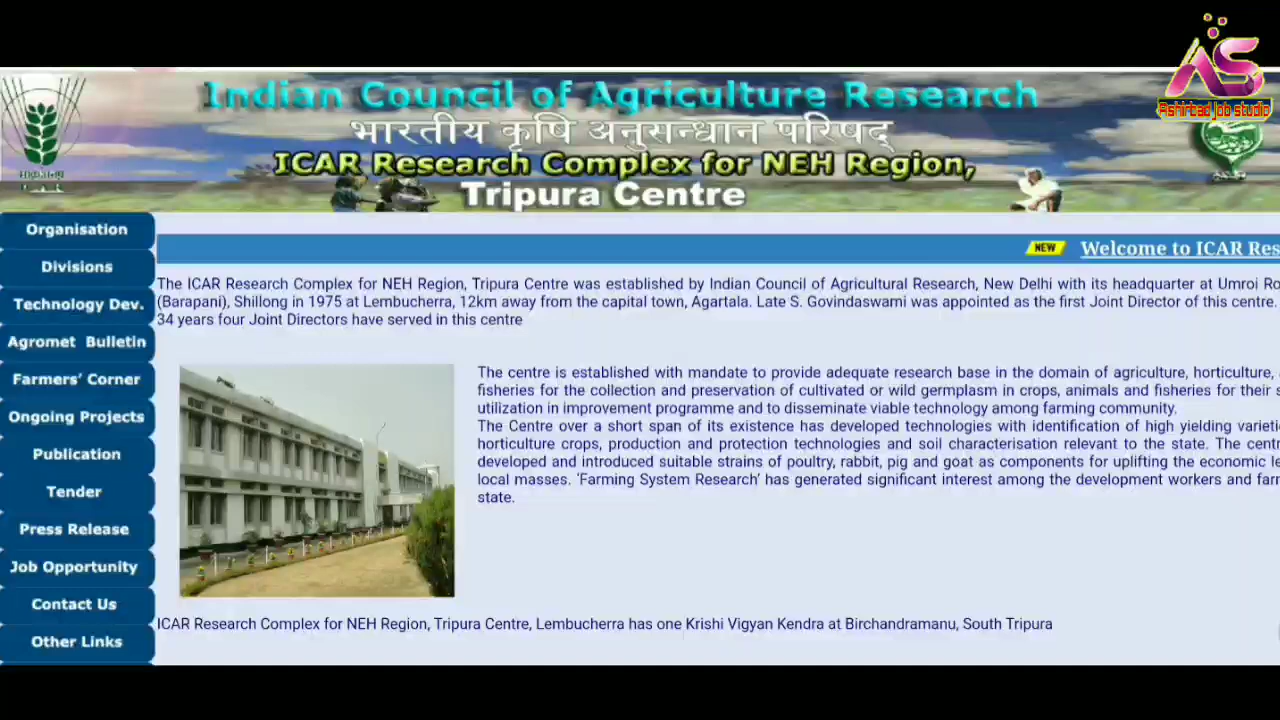 AS
Ashirbad job studio
Indian Council of Agriculture Research
भारतीय कृषि अनुसन्धान परिषद्
ICAR Research Complex for NEH Region,
Tripura Centre
Organisation
Divisions
Technology Dev.
Agromet Bulletin
Farmers' Corner
Ongoing Projects
Publication
Tender
Press Release
Job Opportunity
Contact Us
Other Links
NEW Welcome to ICAR Res
The ICAR Research Complex for NEH Region, Tripura Centre was established by Indian Council of Agricultural Research, New Delhi with its headquarter at Umroi Ro
(Barapani), Shillong in 1975 at Lembucherra, 12km away from the capital town, Agartala. Late S. Govindaswami was appointed as the first Joint Director of this centre.
34 years four Joint Directors have served in this centre
The centre is established with mandate to provide adequate research base in the domain of agriculture, horticulture,
fisheries for the collection and preservation of cultivated or wild germplasm in crops, animals and fisheries for their s
utilization in improvement programme and to disseminate viable technology among farming community.
The Centre over a short span of its existence has developed technologies with identification of high yielding varieti
horticulture crops, production and protection technologies and soil characterisation relevant to the state. The centr
developed and introduced suitable strains of poultry, rabbit, pig and goat as components for uplifting the economic le
local masses. ‘Farming System Research’ has generated significant interest among the development workers and farm
state.
ICAR Research Complex for NEH Region, Tripura Centre, Lembucherra has one Krishi Vigyan Kendra at Birchandramanu, South Tripura